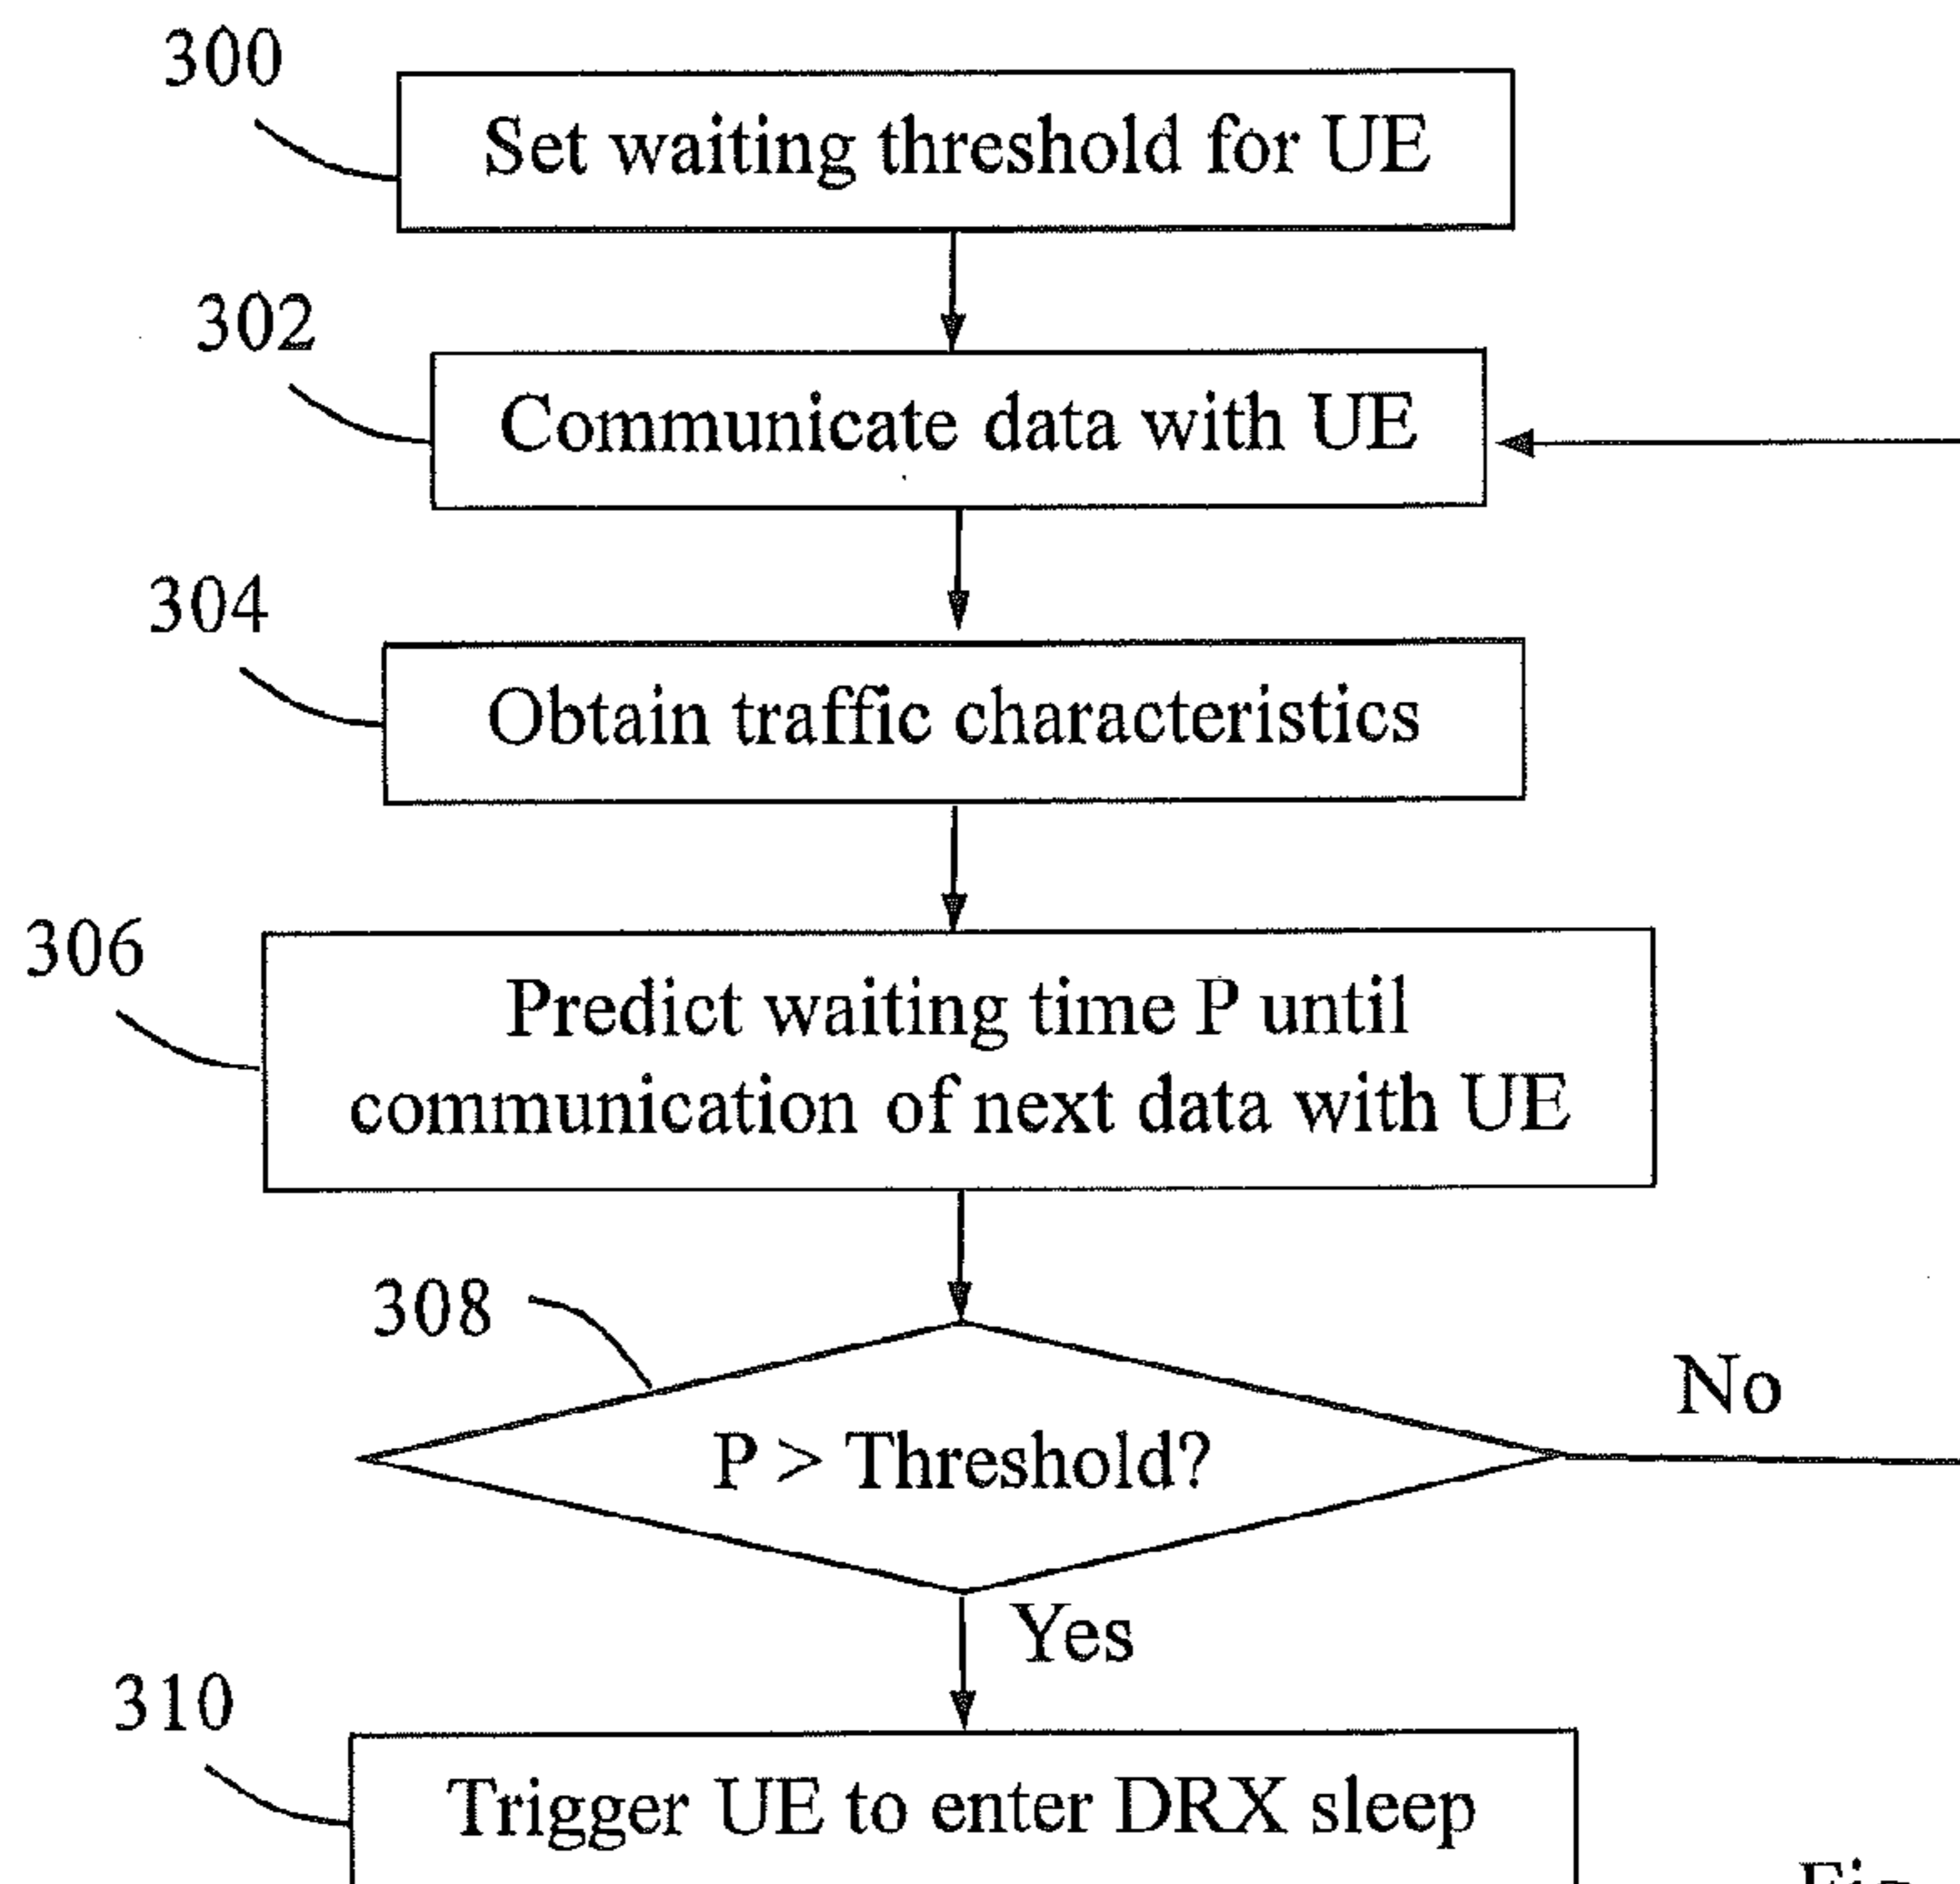 300
Set waiting threshold for UE
302
Communicate data with UE
304
Obtain traffic characteristics
306
Predict waiting time P until
communication of next data with UE
308
P > Threshold?
No
Yes
310
Trigger UE to enter DRX sleep